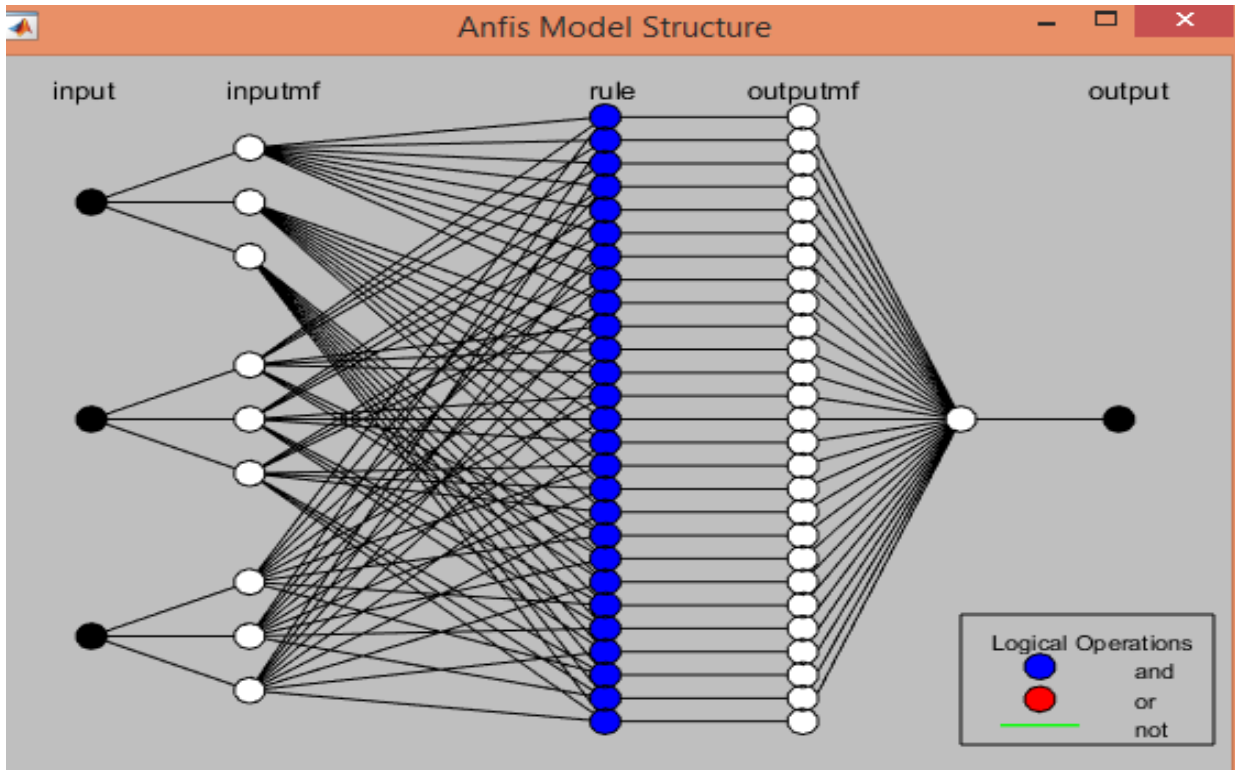 Anfis Model Structure
input inputmf rule outputmf output
Logical Operations
and
or
not